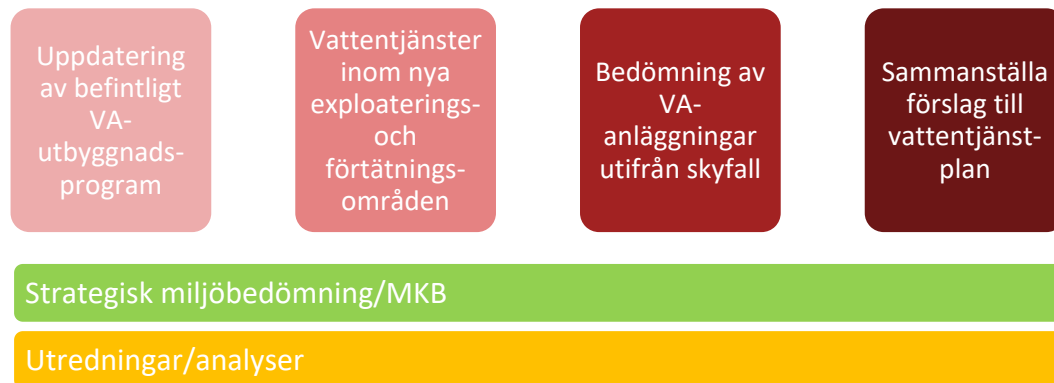 Uppdatering
av befintligt
VA-
utbyggnads-
program
Vattentjänster
inom nya
exploaterings-
och
förtätnings-
områden
Bedömning av
VA-
anläggningar
utifrån skyfall
Sammanställa
förslag till
vattentjänst-
plan
Strategisk miljöbedömning/MKB
Utredningar/analyser